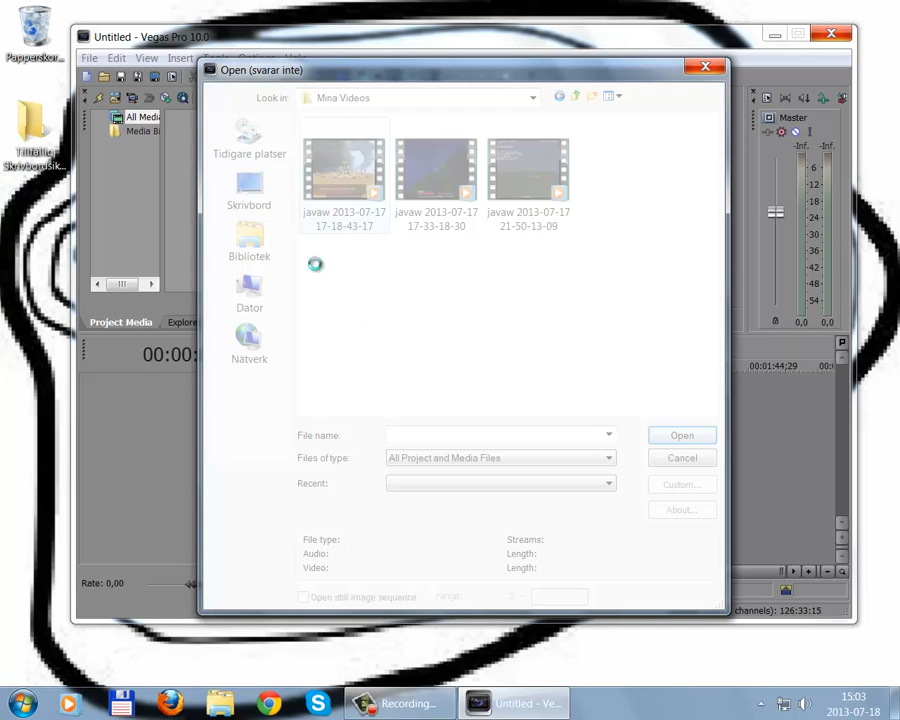 Papperskor...
Tillfällig
Skrivbordsik...
Untitled - Vegas Pro 10.0
File Edit View Insert
Open (svarar inte)
Look in:
Mina Videos
Tidigare platser
Skrivbord
Bibliotek
Dator
Nätverk
javaw 2013-07-17
17-18-43-17
javaw 2013-07-17
17-33-18-30
javaw 2013-07-17
21-50-13-09
File name:
Open
Files of type:
All Project and Media Files
Cancel
Recent:
Custom...
About...
File type:
Streams:
Audio:
Length:
Video:
Length:
Open still image sequence
range:
0 -
All Media
Media Bi
Project Media
Explore
00:00:
Rate: 0,00
Master
-Inf. -Inf.
6
12
18
24
30
36
42
48
54
0,0 0,0
00:01:44;29 00:
channels): 126:33:15
Recording...
Untitled - Ve...
15:03
2013-07-18